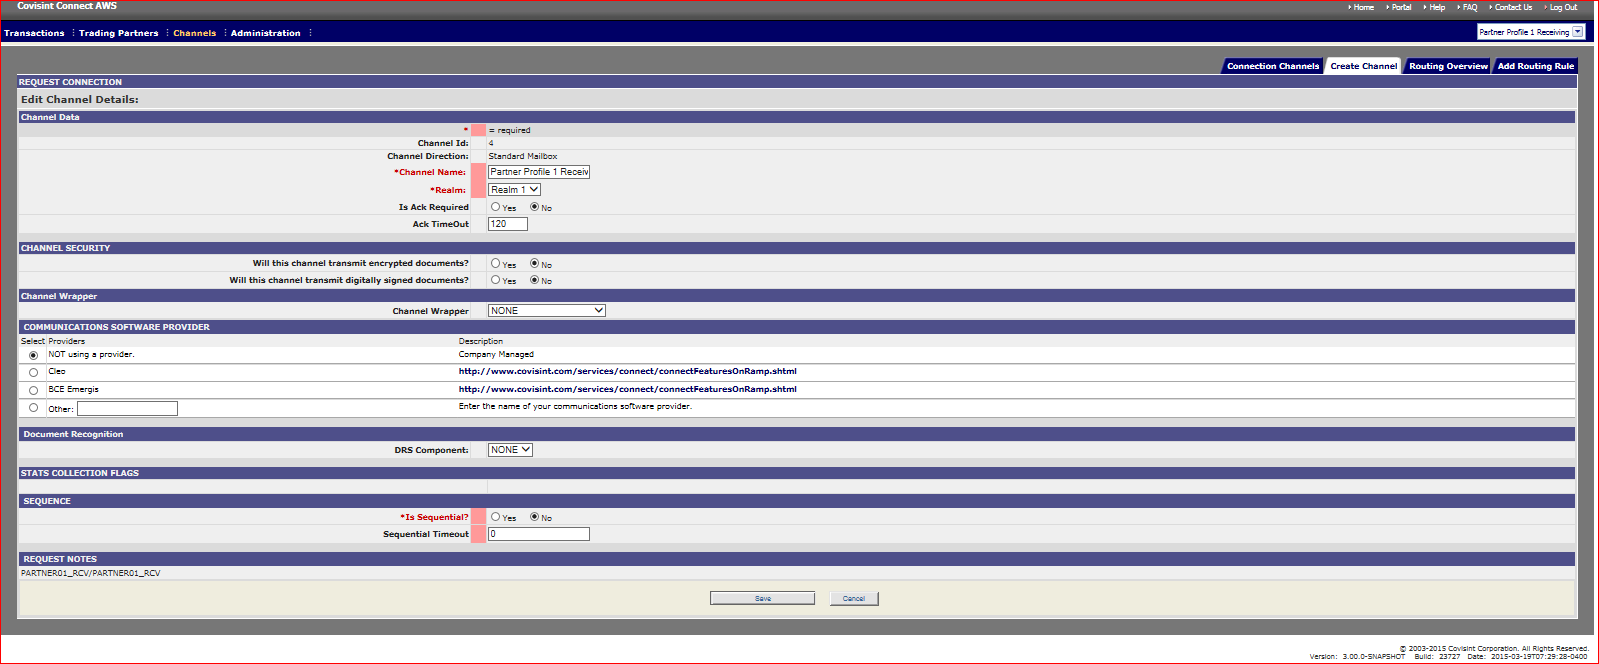 Covisint Connect AWS
Home Portal Help FAQ Contact Us Log Out
Transactions Trading Partners Channels Administration
Partner Profile 1 Receiving
Connection Channels Create Channel Routing Overview Add Routing Rule
REQUEST CONNECTION
Edit Channel Details:
Channel Data
* = required
Channel Id: 4
Channel Direction: Standard Mailbox
*Channel Name: Partner Profile 1 Receiv
*Realm: Realm 1
Is Ack Required Yes No
Ack TimeOut 120
CHANNEL SECURITY
Will this channel transmit encrypted documents? Yes No
Will this channel transmit digitally signed documents? Yes No
Channel Wrapper
Channel Wrapper NONE
COMMUNICATIONS SOFTWARE PROVIDER
Select Providers Description
NOT using a provider. Company Managed
Cleo http://www.covisint.com/services/connect/connectFeaturesOnRamp.shtml
BCE Emergis http://www.covisint.com/services/connect/connectFeaturesOnRamp.shtml
Other: Enter the name of your communications software provider.
Document Recognition
DRS Component: NONE
STATS COLLECTION FLAGS
SEQUENCE
*Is Sequential? Yes No
Sequential Timeout 0
REQUEST NOTES
PARTNER01_RCV/PARTNER01_RCV
Save Cancel
© 2003-2015 Covisint Corporation. All Rights Reserved.
Version: 3.00.0-SNAPSHOT Build: 23727 Date: 2015-03-19T07:29:28-0400